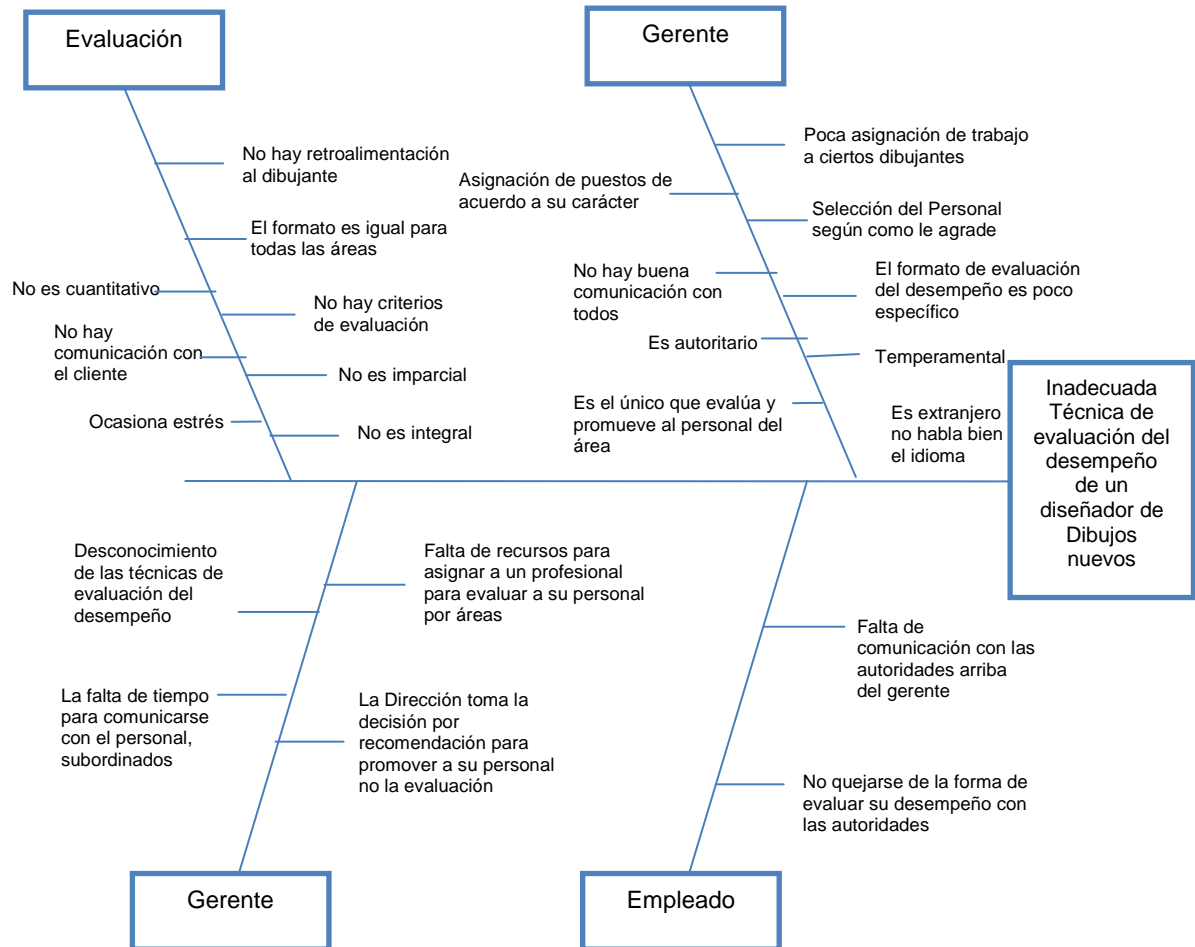 Evaluación
Gerente
No hay retroalimentación
al dibujante
El formato es igual para
todas las áreas
No es cuantitativo
No hay criterios
de evaluación
No hay
comunicación con
el cliente
No es imparcial
Ocasiona estrés
No es integral
Poca asignación de trabajo
a ciertos dibujantes
Asignación de puestos de
acuerdo a su carácter
Selección del Personal
según como le agrade
No hay buena
comunicación con
todos
El formato de evaluación
del desempeño es poco
específico
Es autoritario
Temperamental
Es el único que evalúa y
promueve al personal del
área
Es extranjero
no habla bien
el idioma
Inadecuada
Técnica de
evaluación del
desempeño
de un
diseñador de
Dibujos
nuevos
Desconocimiento
de las técnicas de
evaluación del
desempeño
Falta de recursos para
asignar a un profesional
para evaluar a su personal
por áreas
La falta de tiempo
para comunicarse
con el personal,
subordinados
La Dirección toma la
decisión por
recomendación para
promover a su personal
no la evaluación
Falta de
comunicación con las
autoridades arriba
del gerente
No quejarse de la forma de
evaluar su desempeño con
las autoridades
Gerente
Empleado